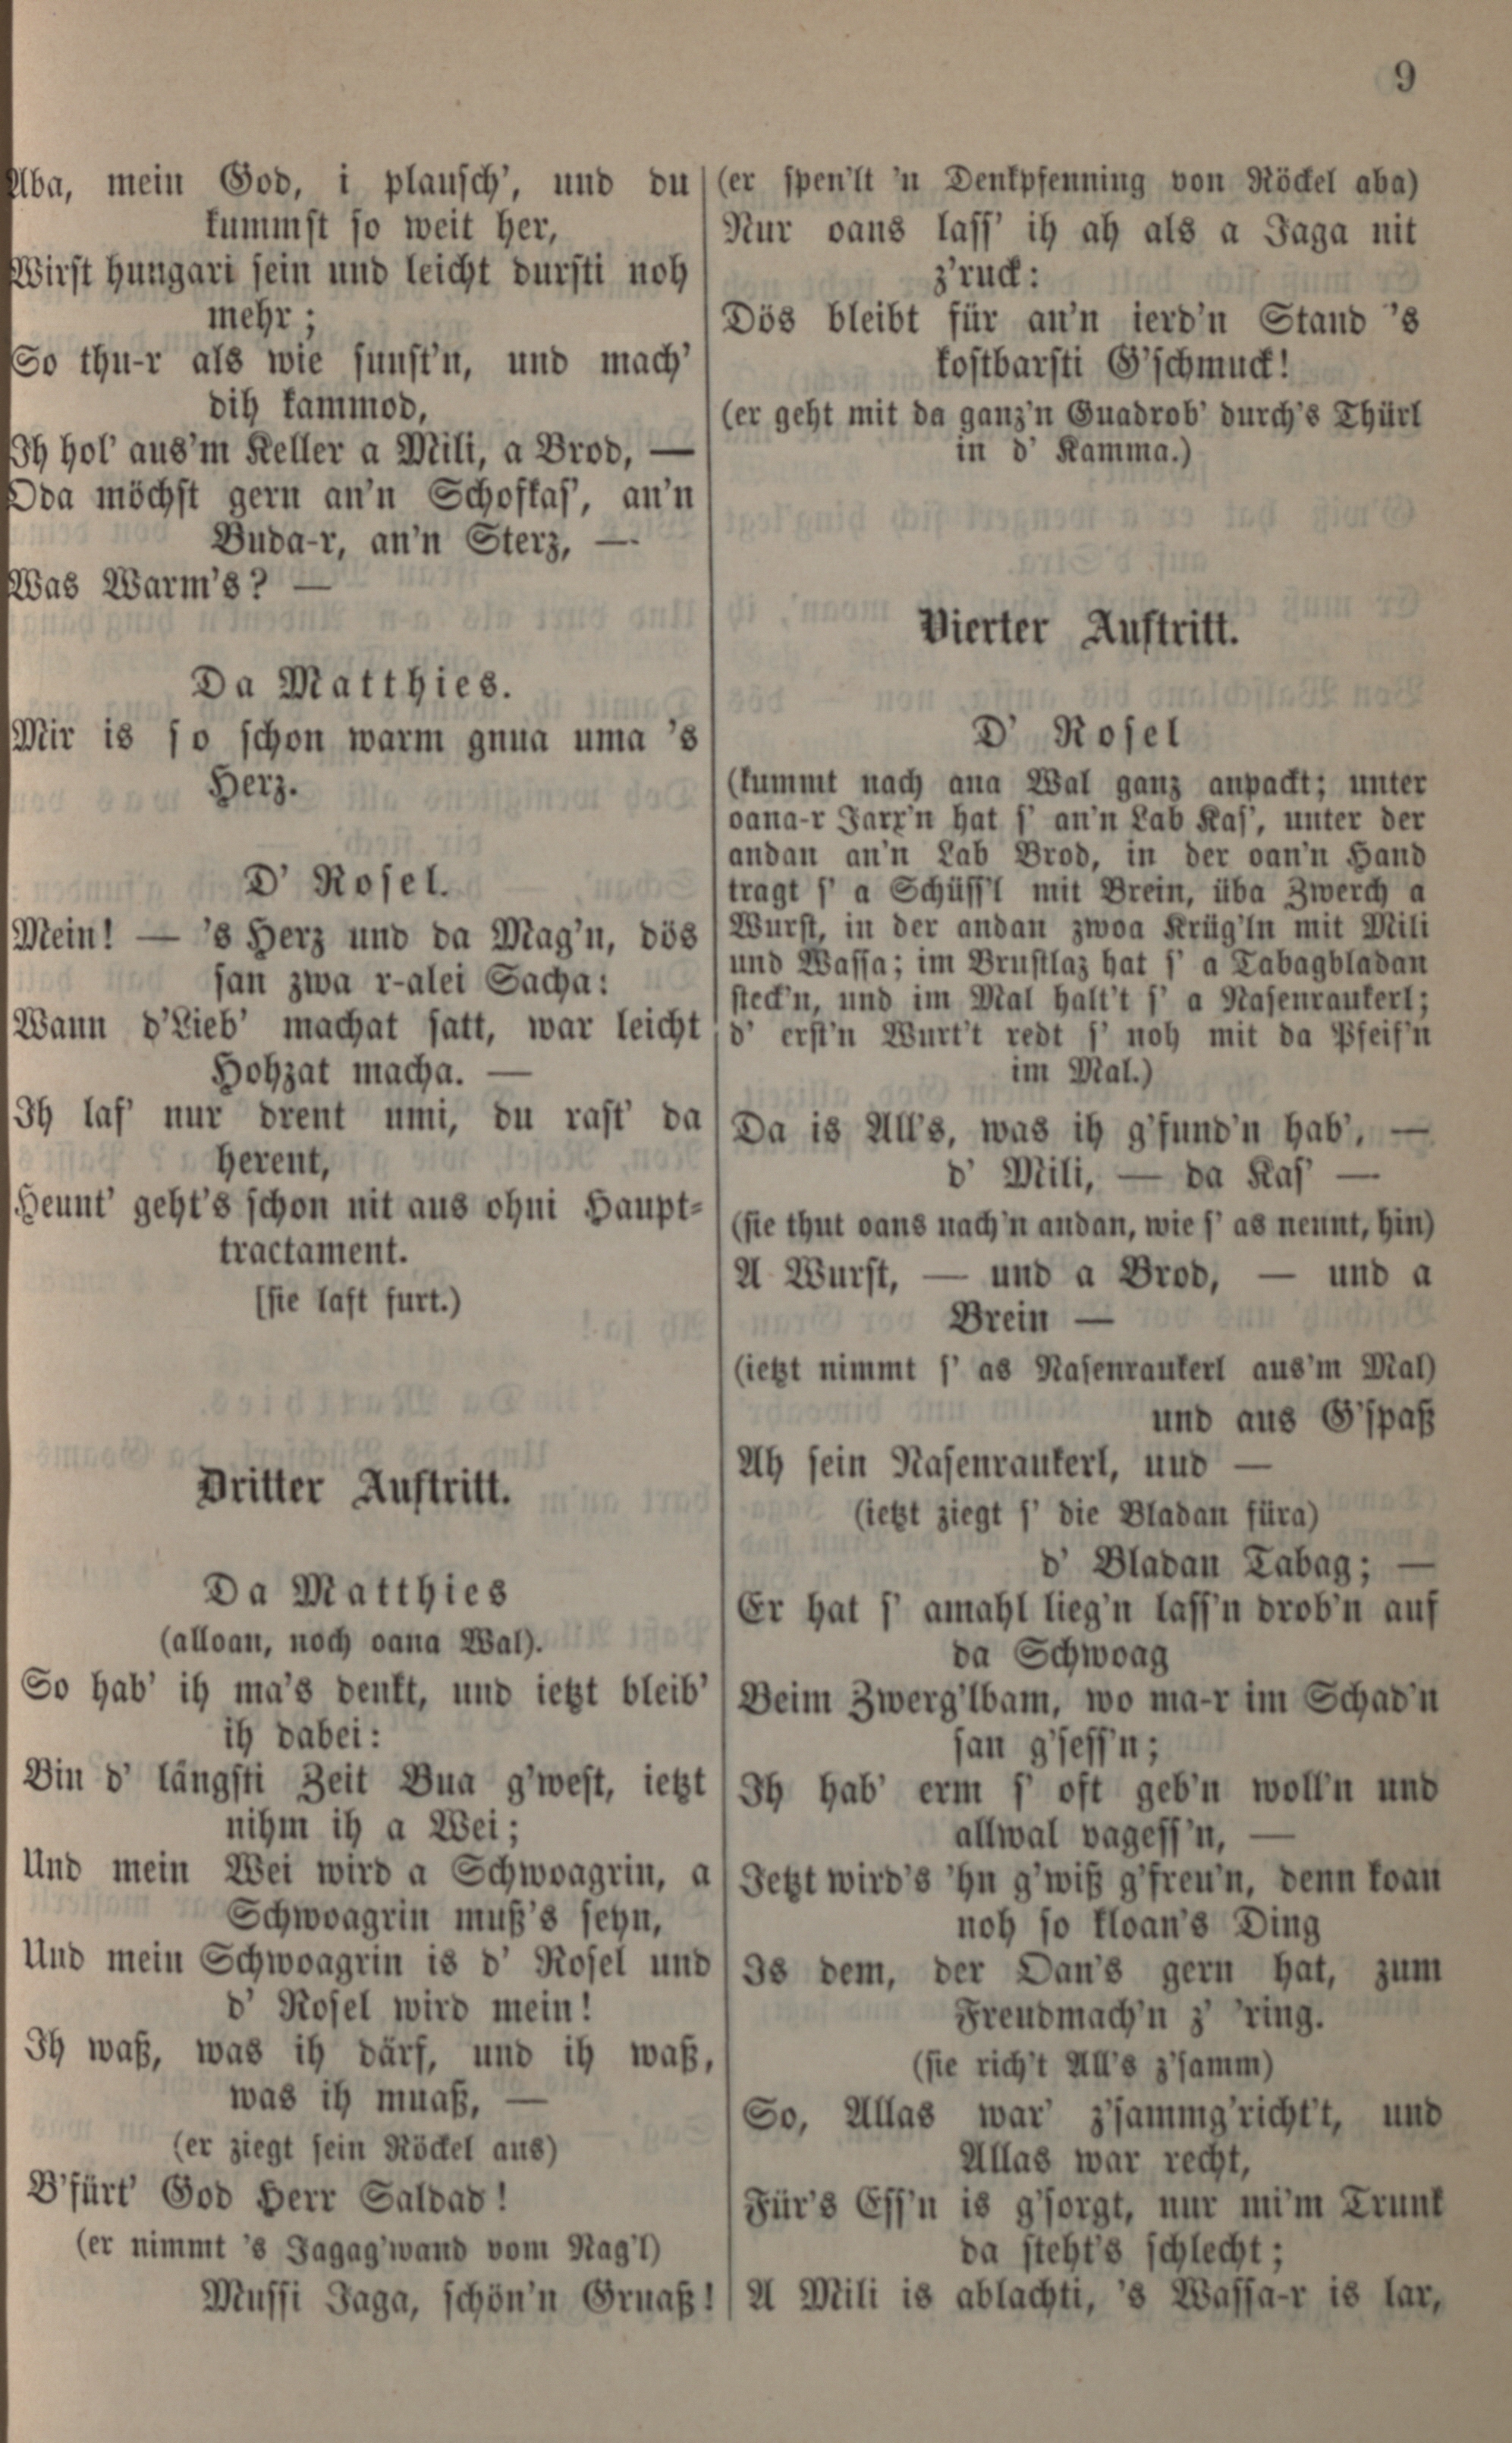 9
Aba, mein God, i plausch', und du
kummst so weit her,
Wirst hungari sein und leicht dursti noh
mehr;
So thu-r als wie sunst'n, und mach'
dih kammod,
Ih hol' aus'm Keller a Mili, a Brod, —
Oda möchst gern an'n Schofkas', an'n
Buda-r, an'n Sterz, —
Was Warm's? —
Da Matthies.
Mir is so schon warm gnua uma 's
Herz.
D' Rosel.
Mein! — 's Herz und da Mag'n, dös
san zwa r-alei Sacha:
Wann d'Lieb' machat satt, war leicht
Hohzat macha. —
Ih laf' nur drent umi, du rast' da
herent,
Heunt' geht's schon nit aus ohni Haupt-
tractament.
[sie laft furt.)
Dritter Auftritt.
Da Matthies
(alloan, noch oana Wal).
So hab' ih ma's denkt, und ietzt bleib'
ih dabei:
Bin d' längsti Zeit Bua g'west, ietzt
nihm ih a Wei;
Und mein Wei wird a Schwoagrin, a
Schwoagrin muß's seyn,
Und mein Schwoagrin is d' Rosel und
d' Rosel wird mein!
Ih waß, was ih därf, und ih waß,
was ih muaß, —
(er ziegt sein Röckel aus)
B'fürt' God Herr Saldad!
(er nimmt 's Jagag'wand vom Nag'l)
Mussi Jaga, schön'n Gruaß!
(er spen'lt 'n Denkpfenning von Röckel aba)
Nur oans lass' ih ah als a Jaga nit
z'ruck:
Dös bleibt für an'n ierd'n Stand 's
kostbarsti G'schmuck!
(er geht mit da ganz'n Guadrob' durch's Thürl
in d' Kamma.)
Vierter Auftritt.
D' Rosel
(kummt nach ana Wal ganz anpackt; unter
oana-r Jarx'n hat s' an'n Lab Kas', unter der
andan an'n Lab Brod, in der oan'n Hand
tragt s' a Schüss'l mit Brein, üba Zwerch a
Wurst, in der andan zwoa Krüg'ln mit Mili
und Wassa; im Brustlaz hat s' a Tabagbladan
steck'n, und im Mal halt't s' a Nasenraukerl;
d' erst'n Wurt't redt s' noh mit da Pfeif'n
im Mal.)
Da is All's, was ih g'fund'n hab', —
d' Mili, — da Kas' —
(sie thut oans nach'n andan, wie s' as nennt, hin)
A Wurst, — und a Brod, — und a
Brein —
(ietzt nimmt s' as Nasenraukerl aus'm Mal)
und aus G'spaß
Ah sein Nasenraukerl, und —
(ietzt ziegt s' die Bladan füra)
d' Bladan Tabag; —
Er hat s' amahl lieg'n lass'n drob'n auf
da Schwoag
Beim Zwerg'lbam, wo ma-r im Schad'n
san g'sess'n;
Ih hab' erm s' oft geb'n woll'n und
allwal vagess'n, —
Jetzt wird's 'hn g'wiß g'freu'n, denn koan
noh so kloan's Ding
Is dem, der Oan's gern hat, zum
Freudmach'n z' 'ring.
(sie rich't All's z'samm)
So, Allas war' z'sammg'richt't, und
Allas war recht,
Für's Ess'n is g'sorgt, nur mi'm Trunk
da steht's schlecht;
A Mili is ablachti, 's Wassa-r is lar,